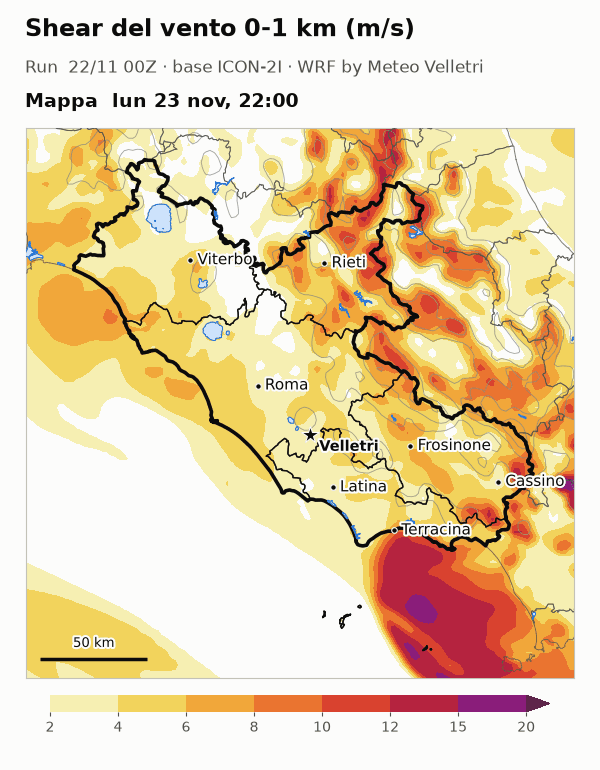 Shear del vento 0-1 km (m/s)
Run  22/11 00Z · base ICON-2I · WRF by Meteo Velletri
Mappa  lun 23 nov, 22:00
Viterbo
Rieti
Roma
Velletri
Frosinone
Cassino
Latina
Terracina
50 km
2 4 6 8 10 12 15 20